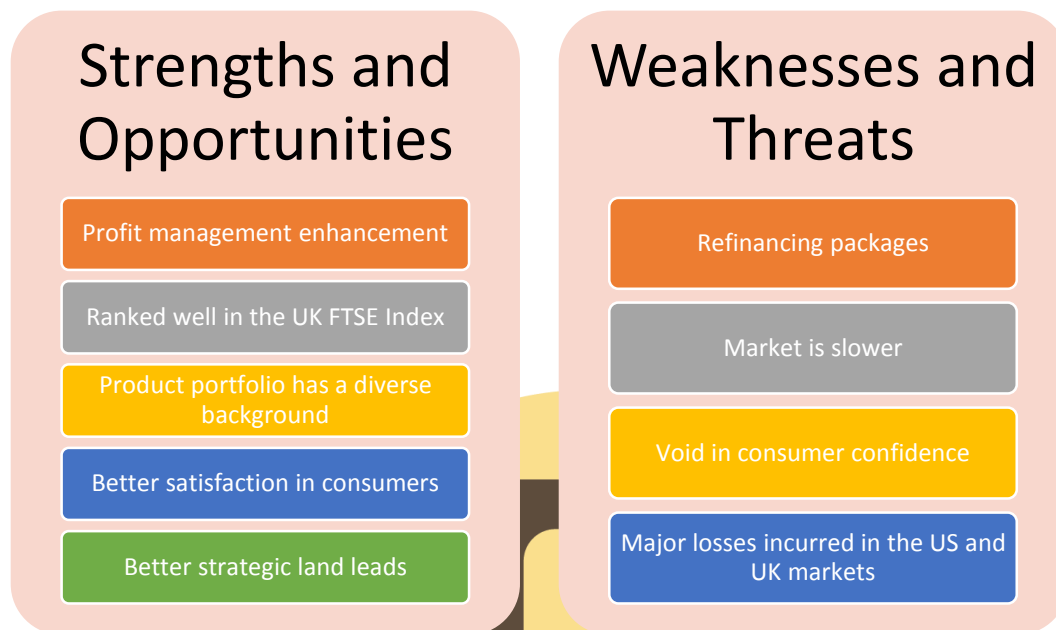 Strengths and
Opportunities
Profit management enhancement
Ranked well in the UK FTSE Index
Product portfolio has a diverse
background
Better satisfaction in consumers
Better strategic land leads
Weaknesses and
Threats
Refinancing packages
Market is slower
Void in consumer confidence
Major losses incurred in the US and
UK markets